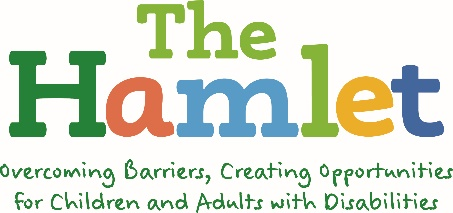 The
Hamlet
Overcoming Barriers, Creating Opportunities
for Children and Adults with Disabilities